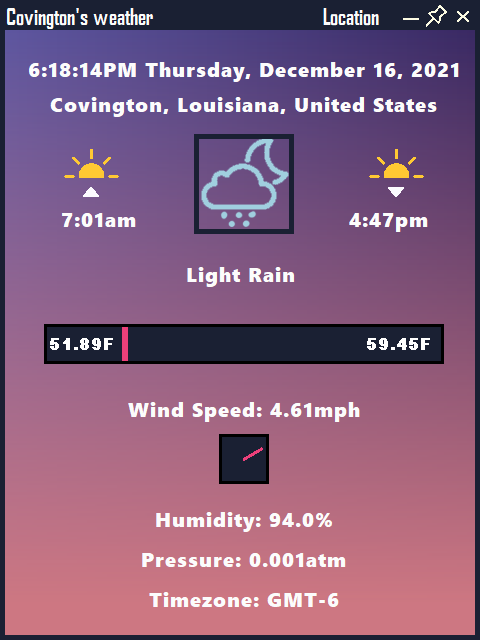 Covington's weather Location
6:18:14PM Thursday, December 16, 2021
Covington, Louisiana, United States
7:01am 4:47pm
Light Rain
51.89F 59.45F
Wind Speed: 4.61mph
Humidity: 94.0%
Pressure: 0.001atm
Timezone: GMT-6